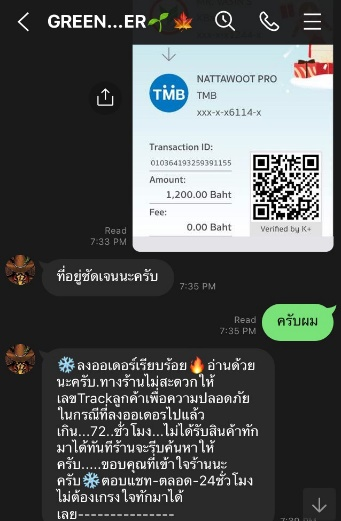 GREEN...ER
NATTAWOOT PRO
TMB
TMB
xxx-x-x6114-x
Transaction ID:
010364193259391155
Amount:
1,200.00 Baht
Fee:
0.00 Baht
Verified by K+
Read
7:33 PM
ที่อยู่ชัดเจนนะครับ
7:35 PM
Read
7:35 PM
ครับผม
ลงออเดอร์เรียบร้อย🔥อ่านด้วย
นะครับ.ทางร้านไม่สะดวกให้
เลขTrackลูกค้าเพื่อความปลอดภัย
ในกรณีที่ลงออเดอรไปแล้ว
เกิน...72..ชั่วโมง...ไม่ได้รับสินค้าทัก
มาได้ทันทีร้านจะรีบค้นหาให้
ครับ.....ขอบคุณที่เข้าใจร้านนะ
ครับ❄️ตอบแชท-ตลอด-24ชั่วโมง
ไม่ต้องเกรงใจทักมาได้
เลย---------------
7:36 PM